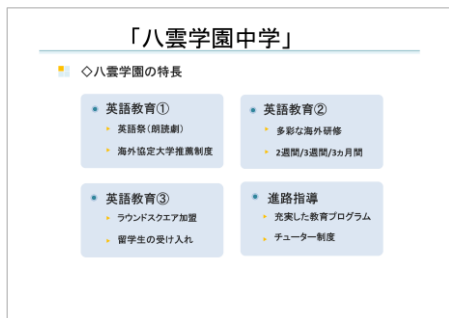 「八雲学園中学」
◇八雲学園の特長
英語教育①
英語祭(朗読劇)
海外協定大学推薦制度
英語教育②
多彩な海外研修
2週間/3週間/3ヵ月間
英語教育③
ラウンドスクエア加盟
留学生の受け入れ
進路指導
充実した教育プログラム
チューター制度